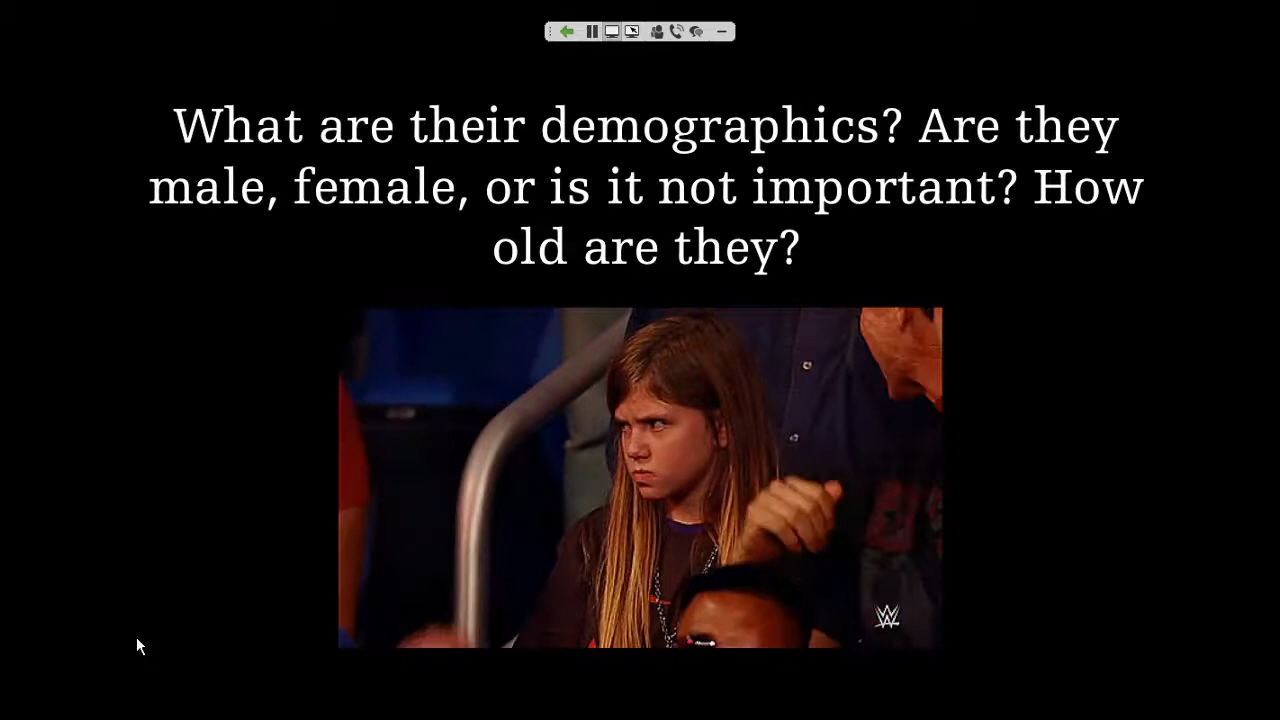 What are their demographics? Are they
male, female, or is it not important? How
old are they?
W